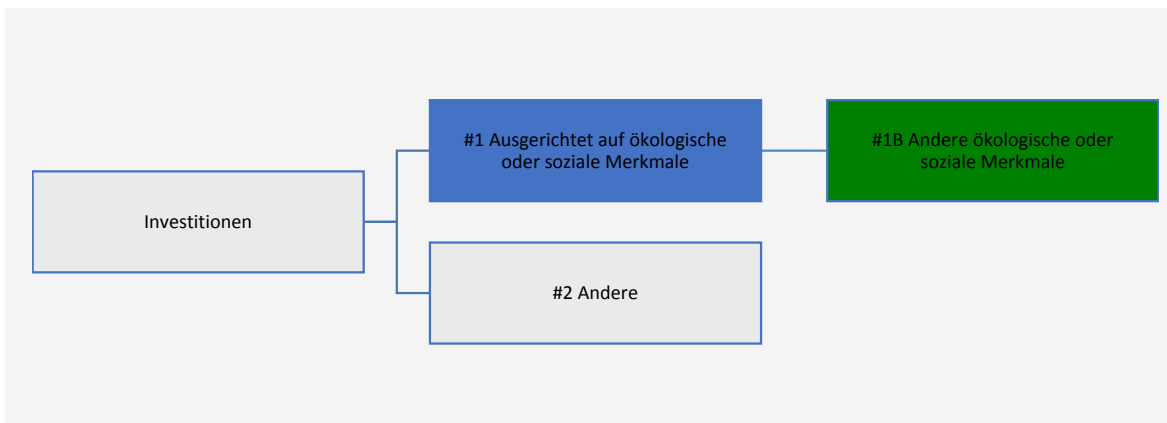 #1 Ausgerichtet auf ökologische
oder soziale Merkmale
#1B Andere ökologische oder
soziale Merkmale
Investitionen
#2 Andere